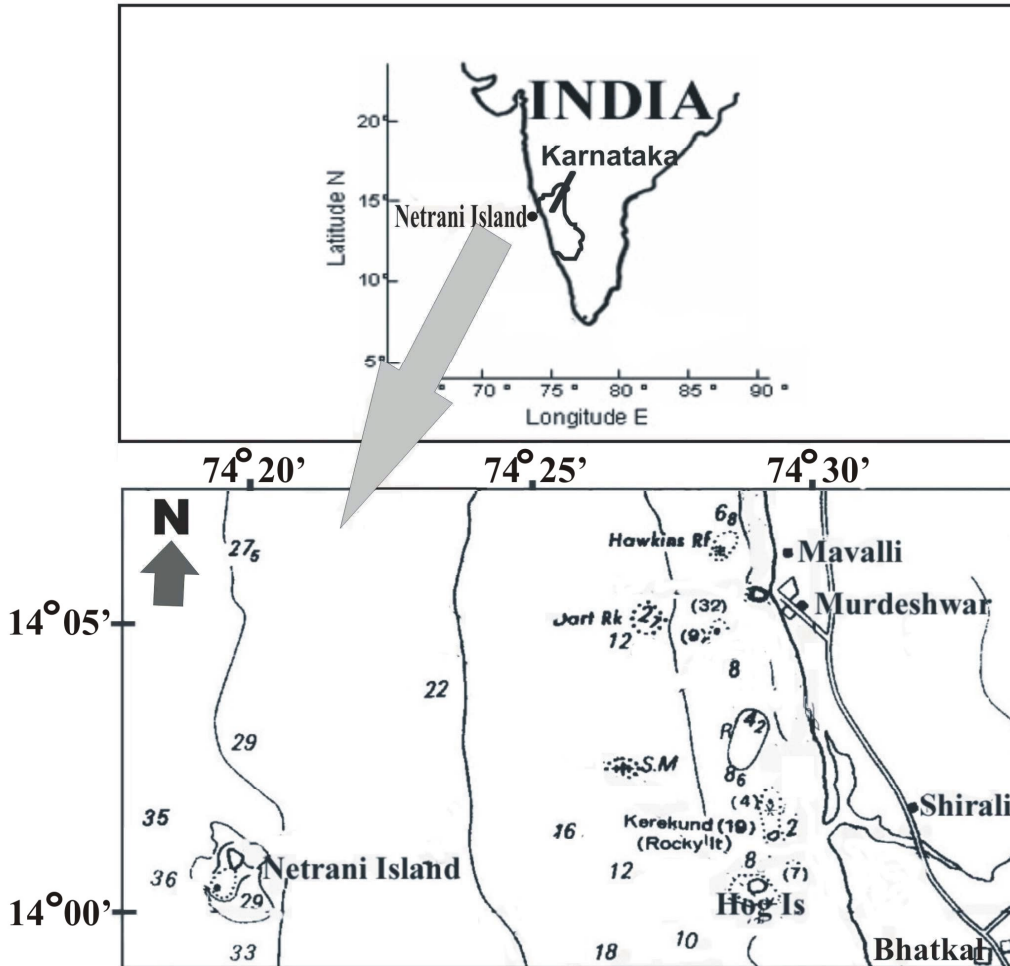 INDIA
20°
Karnataka
15°
Netrani Island
Latitude N
10°
5°
70° 75° 80° 85° 90°
Longitude E
74°20’ 74°25’ 74°30’
N
6₈
27₅
Hawkins Rf
Mavalli
(32)
Murdeshwar
14°05’
Dart Rk
2₇
12
(9)
8
22
4₂
R
29
S.M
8₆
35
(4)
Shirali
16
Kerekund (19) 2
(Rocky It)
36
Netrani Island
12
8
(7)
29
14°00’
Hog Is
33
18
10
Bhatkal